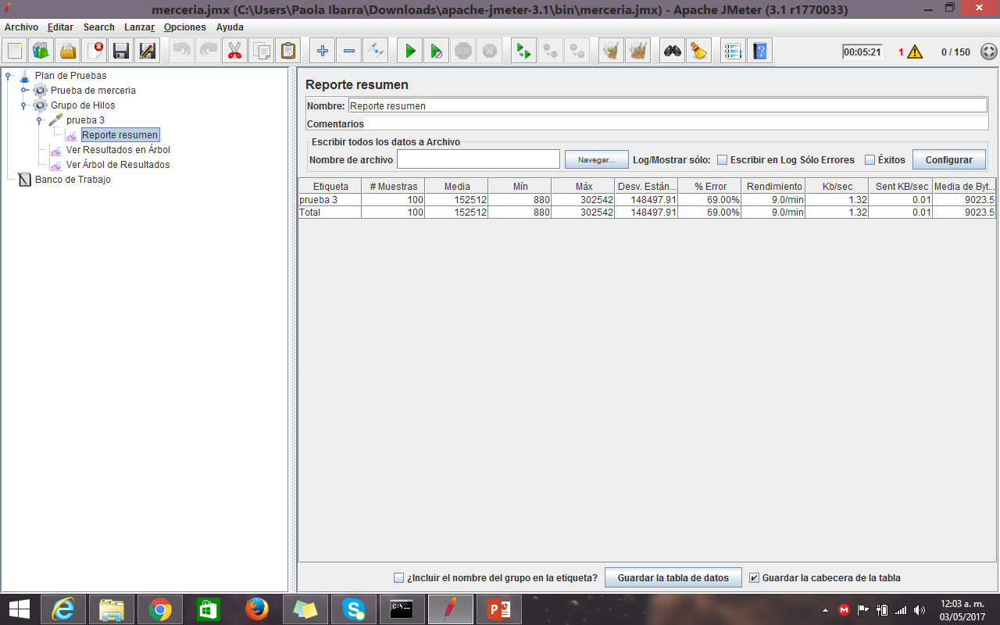 merceria.jmx (C:\Users\Paola Ibarra\Downloads\apache-jmeter-3.1\bin\merceria.jmx) - Apache JMeter (3.1 r1770033)
Archivo Editar Search Lanzar Opciones Ayuda
STOP 00:05:21 1 0 / 150
Plan de Pruebas
Prueba de merceria
Grupo de Hilos
prueba 3
Reporte resumen
Ver Resultados en Árbol
Ver Árbol de Resultados
Banco de Trabajo
Reporte resumen
Nombre: Reporte resumen
Comentarios
Escribir todos los datos a Archivo
Nombre de archivo Navegar... Log/Mostrar sólo: Escribir en Log Sólo Errores Éxitos Configurar
Etiqueta # Muestras Media Mín Máx Desv. Están... % Error Rendimiento Kb/sec Sent KB/sec Media de Byt...
prueba 3 100 152512 880 302542 148497.91 69.00% 9.0/min 1.32 0.01 9023.5
Total 100 152512 880 302542 148497.91 69.00% 9.0/min 1.32 0.01 9023.5
¿Incluir el nombre del grupo en la etiqueta? Guardar la tabla de datos Guardar la cabecera de la tabla
12:03 a. m.
03/05/2017